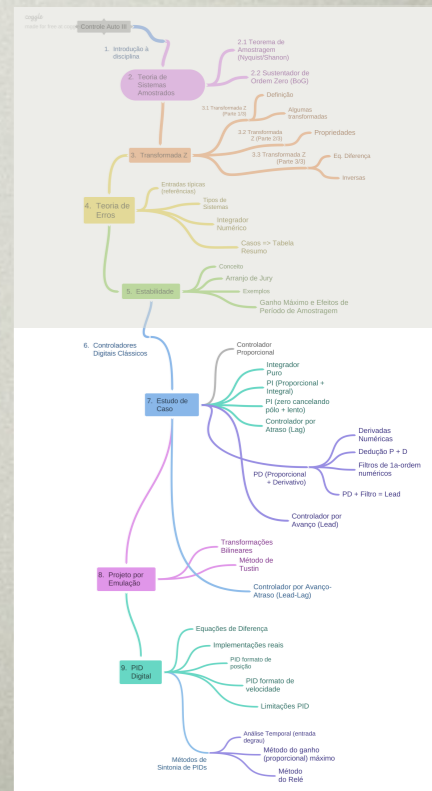 Controle Auto III
1. Introdução à
disciplina
2. Teoria de
Sistemas
Amostrados
2.1 Teorema de
Amostragem
(Nyquist/Shanon)
2.2 Sustentador de
Ordem Zero (BoG)
3. Transformada Z
3.1 Transformada Z
(Parte 1/3)
Definição
Algumas
transformadas
3.2 Transformada
Z (Parte 2/3)
Propriedades
3.3 Transformada Z
(Parte 3/3)
Eq. Diferença
Inversas
4. Teoria de
Erros
Entradas típicas
(referências)
Tipos de
Sistemas
Integrador
Numérico
Casos => Tabela
Resumo
5. Estabilidade
Conceito
Arranjo de Jury
Exemplos
Ganho Máximo e Efeitos de
Período de Amostragem
6. Controladores
Digitais Clássicos
7. Estudo de
Caso
Controlador
Proporcional
Integrador
Puro
PI (Proporcional +
Integral)
PI (zero cancelando
pólo + lento)
Controlador por
Atraso (Lag)
PD (Proporcional
+ Derivativo)
Derivadas
Numéricas
Dedução P + D
Filtros de 1a-ordem
numéricos
PD + Filtro = Lead
Controlador por
Avanço (Lead)
8. Projeto por
Emulação
Transformações
Bilineares
Método de
Tustin
Controlador por Avanço-
Atraso (Lead-Lag)
9. PID
Digital
Equações de Diferença
Implementações reais
PID formato de
posição
PID formato de
velocidade
Limitações PID
Métodos de
Sintonia de PIDs
Análise Temporal (entrada
degrau)
Método do ganho
(proporcional) máximo
Método
do Relé